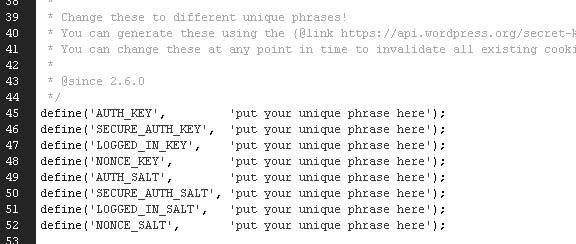 38 *
39 * Change these to different unique phrases!
40 * You can generate these using the {@link https://api.wordpress.org/secret-k
41 * You can change these at any point in time to invalidate all existing cooki
42 *
43 * @since 2.6.0
44 */
45 define('AUTH_KEY',         'put your unique phrase here');
46 define('SECURE_AUTH_KEY',  'put your unique phrase here');
47 define('LOGGED_IN_KEY',    'put your unique phrase here');
48 define('NONCE_KEY',        'put your unique phrase here');
49 define('AUTH_SALT',        'put your unique phrase here');
50 define('SECURE_AUTH_SALT', 'put your unique phrase here');
51 define('LOGGED_IN_SALT',   'put your unique phrase here');
52 define('NONCE_SALT',       'put your unique phrase here');
53